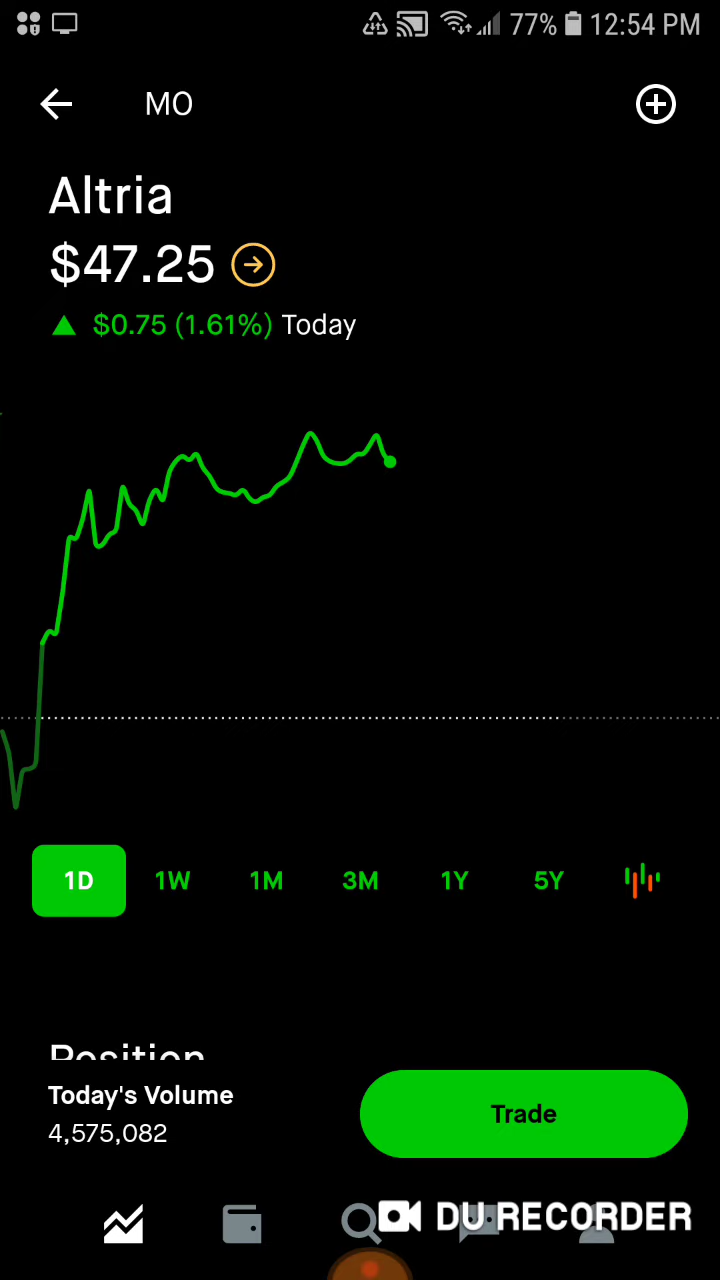 77% 12:54 PM
MO
Altria
$47.25
$0.75 (1.61%) Today
1D 1W 1M 3M 1Y 5Y
Position
Today's Volume
4,575,082
Trade
DU RECORDER